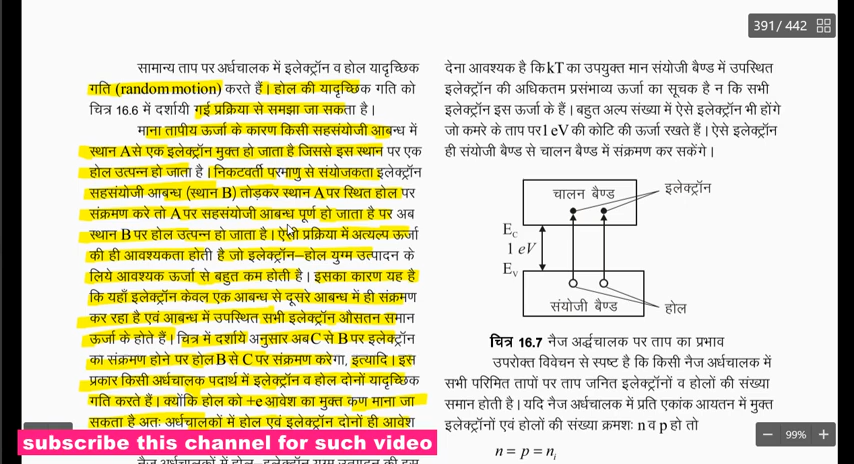 391 / 442
सामान्य ताप पर अर्धचालक में इलेक्ट्रॉन व होल यादृच्छिक
गति (random motion) करते हैं। होल की यादृच्छिक गति को
चित्र 16.6 में दर्शायी गई प्रक्रिया से समझा जा सकता है।
माना तापीय ऊर्जा के कारण किसी सहसंयोजी आबन्ध में
स्थान A से एक इलेक्ट्रॉन मुक्त हो जाता है जिससे इस स्थान पर एक
होल उत्पन्न हो जाता है। निकटवर्ती परमाणु से संयोजकता इलेक्ट्रॉन
सहसंयोजी आबन्ध (स्थान B) तोड़कर स्थान A पर स्थित होल पर
संक्रमण करे तो A पर सहसंयोजी आबन्ध पूर्ण हो जाता है पर अब
स्थान B पर होल उत्पन्न हो जाता है। ऐसी प्रक्रिया में अत्यल्प ऊर्जा
की ही आवश्यकता होती है जो इलेक्ट्रॉन–होल युग्म उत्पादन के
लिये आवश्यक ऊर्जा से बहुत कम होती है। इसका कारण यह है
कि यहाँ इलेक्ट्रॉन केवल एक आबन्ध से दूसरे आबन्ध में ही संक्रमण
कर रहा है एवं आबन्ध में उपस्थित सभी इलेक्ट्रॉन औसतन समान
ऊर्जा के होते हैं। चित्र में दर्शाये अनुसार अब C से B पर इलेक्ट्रॉन
का संक्रमण होने पर होल B से C पर संक्रमण करेगा, इत्यादि। इस
प्रकार किसी अर्धचालक पदार्थ में इलेक्ट्रॉन व होल दोनों यादृच्छिक
गति करते हैं। क्योंकि होल को +e आवेश का मुक्त कण माना जा
सकता है अतः अर्धचालकों में होल एवं इलेक्ट्रॉन दोनों ही आवेश
subscribe this channel for such video
देना आवश्यक है कि kT का उपयुक्त मान संयोजी बैण्ड में उपस्थित
इलेक्ट्रॉन की अधिकतम प्रसंभाव्य ऊर्जा का सूचक है न कि सभी
इलेक्ट्रॉन इस ऊर्जा के हैं। बहुत अल्प संख्या में ऐसे इलेक्ट्रॉन भी होंगे
जो कमरे के ताप पर 1 eV की कोटि की ऊर्जा रखते हैं। ऐसे इलेक्ट्रॉन
ही संयोजी बैण्ड से चालन बैण्ड में संक्रमण कर सकेंगे।
चालन बैण्ड
इलेक्ट्रॉन
E_C
1 eV
E_V
संयोजी बैण्ड
होल
चित्र 16.7 नैज अर्द्धचालक पर ताप का प्रभाव
उपरोक्त विवेचन से स्पष्ट है कि किसी नैज अर्धचालक में
सभी परिमित तापों पर ताप जनित इलेक्ट्रॉनों व होलों की संख्या
समान होती है। यदि नैज अर्धचालक में प्रति एकांक आयतन में मुक्त
इलेक्ट्रॉनों एवं होलों की संख्या क्रमशः n व p हो तो
n = p = n_i
99%